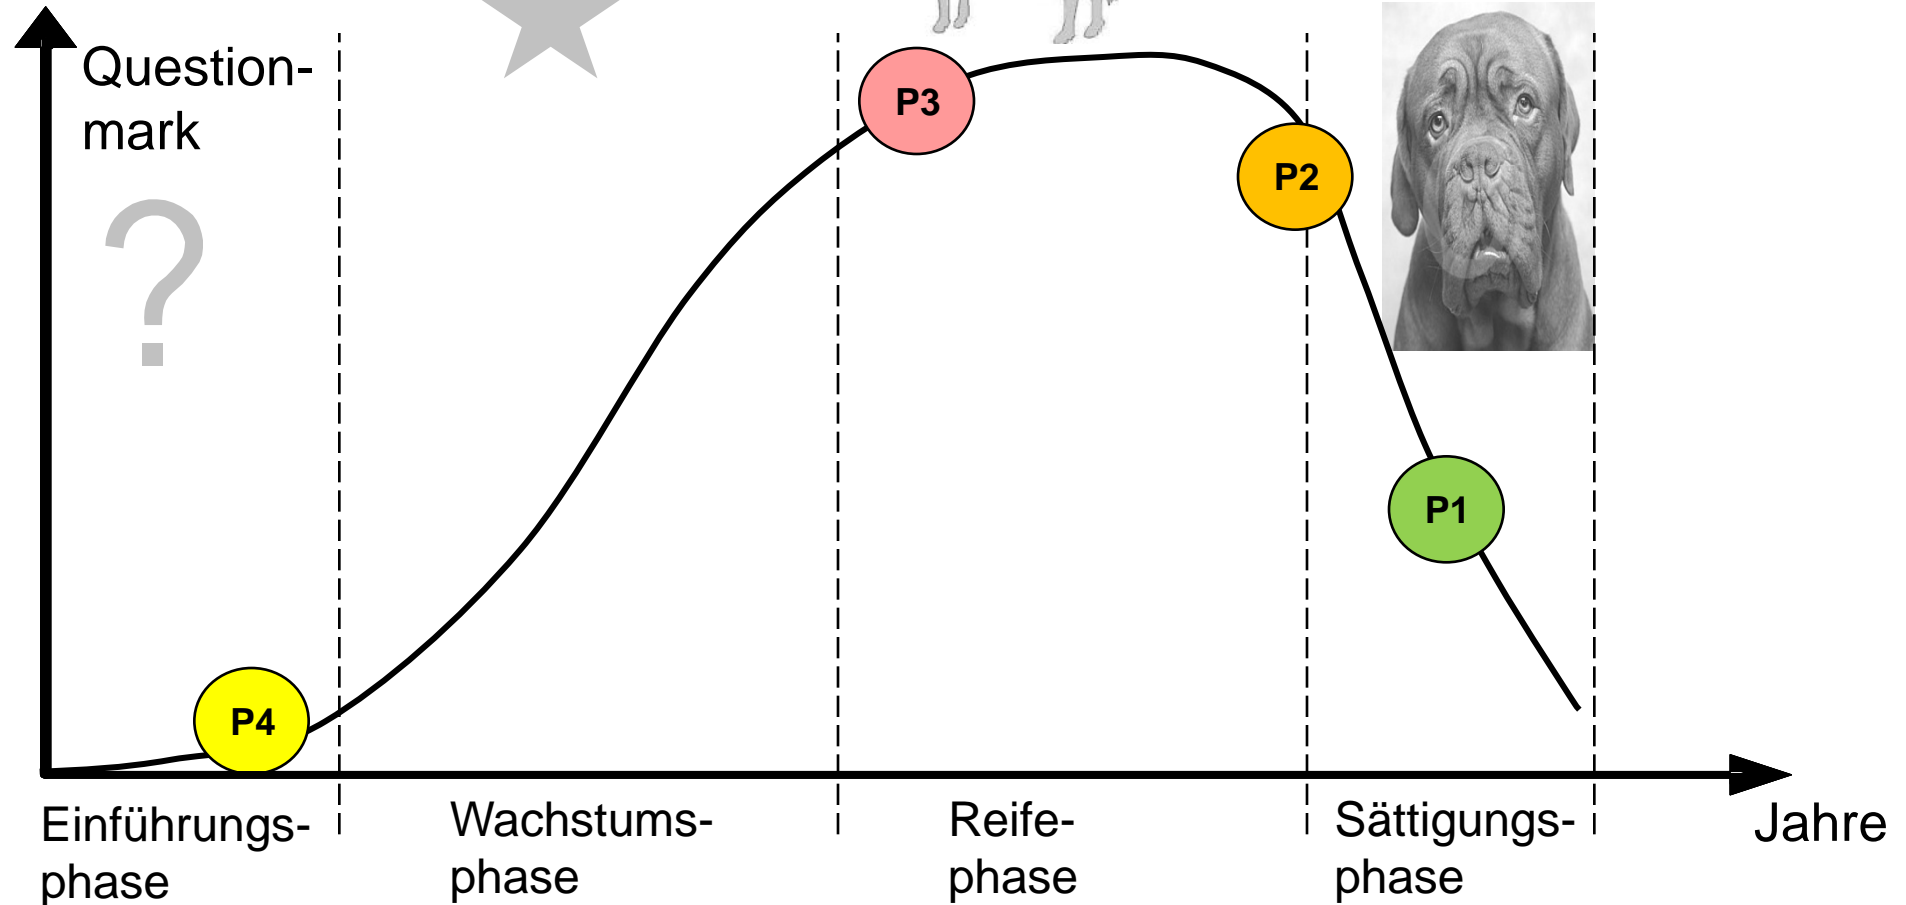 Question-
mark
?
P3
P2
P1
P4
Einführungs-
phase
Wachstums-
phase
Reife-
phase
Sättigungs-
phase
Jahre